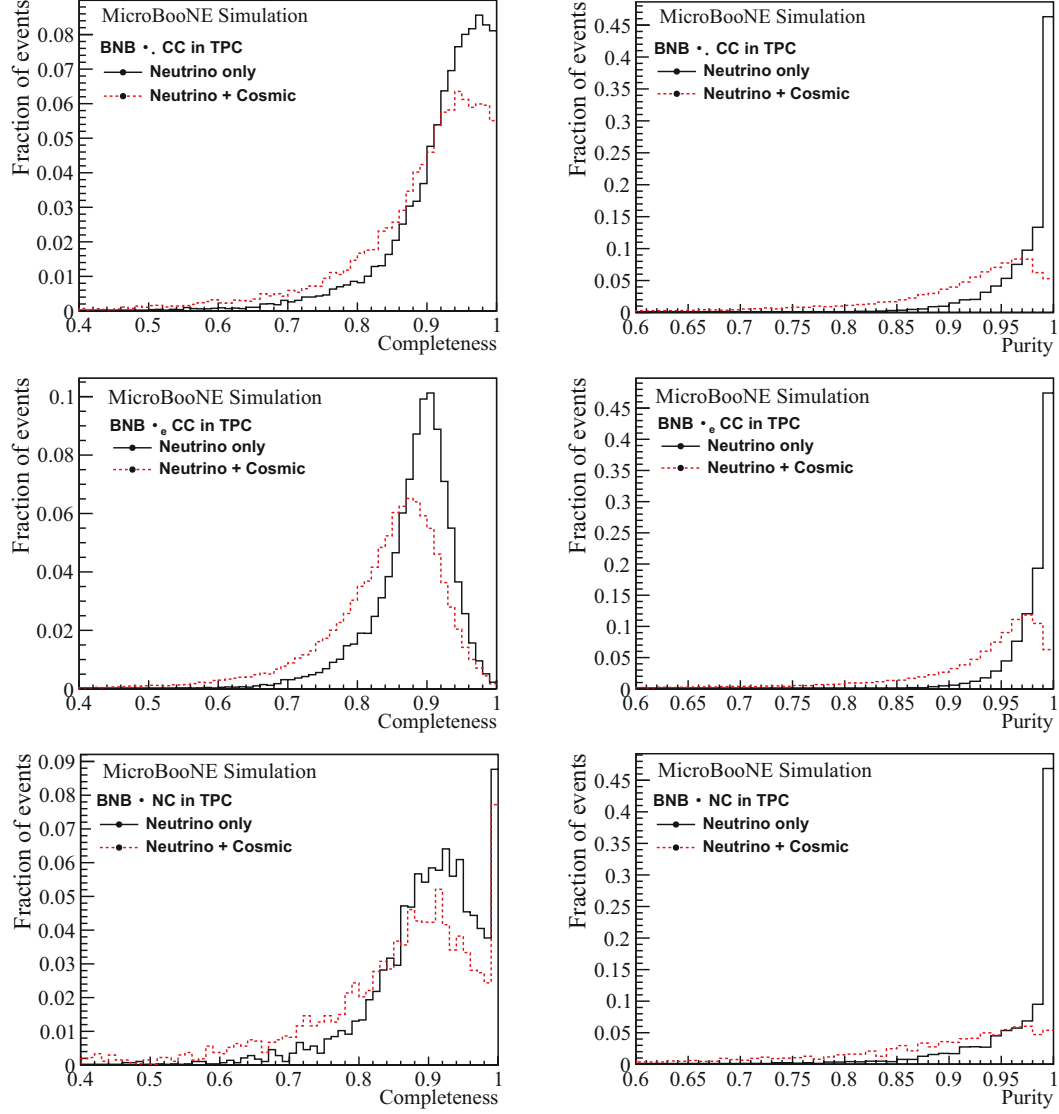 MicroBooNE Simulation
BNB •. CC in TPC
Neutrino only
Neutrino + Cosmic
Fraction of events
0.08
0.06
0.04
0.02
0.01
0
0.4 0.5 0.6 0.7 0.8 0.9 1
Completeness
MicroBooNE Simulation
BNB •. CC in TPC
Neutrino only
Neutrino + Cosmic
Fraction of events
0.45
0.4
0.35
0.3
0.25
0.2
0.15
0.1
0.05
0
0.6 0.65 0.7 0.75 0.8 0.85 0.9 0.95 1
Purity
MicroBooNE Simulation
BNB •e CC in TPC
Neutrino only
Neutrino + Cosmic
Fraction of events
0.1
0.08
0.06
0.04
0.02
0
0.4 0.5 0.6 0.7 0.8 0.9 1
Completeness
MicroBooNE Simulation
BNB •e CC in TPC
Neutrino only
Neutrino + Cosmic
Fraction of events
0.45
0.4
0.35
0.3
0.25
0.2
0.15
0.1
0.05
0
0.6 0.65 0.7 0.75 0.8 0.85 0.9 0.95 1
Purity
MicroBooNE Simulation
BNB • NC in TPC
Neutrino only
Neutrino + Cosmic
Fraction of events
0.09
0.08
0.07
0.06
0.05
0.04
0.03
0.02
0.01
0
0.4 0.5 0.6 0.7 0.8 0.9 1
Completeness
MicroBooNE Simulation
BNB • NC in TPC
Neutrino only
Neutrino + Cosmic
Fraction of events
0.45
0.4
0.35
0.3
0.25
0.2
0.15
0.1
0.05
0
0.6 0.65 0.7 0.75 0.8 0.85 0.9 0.95 1
Purity